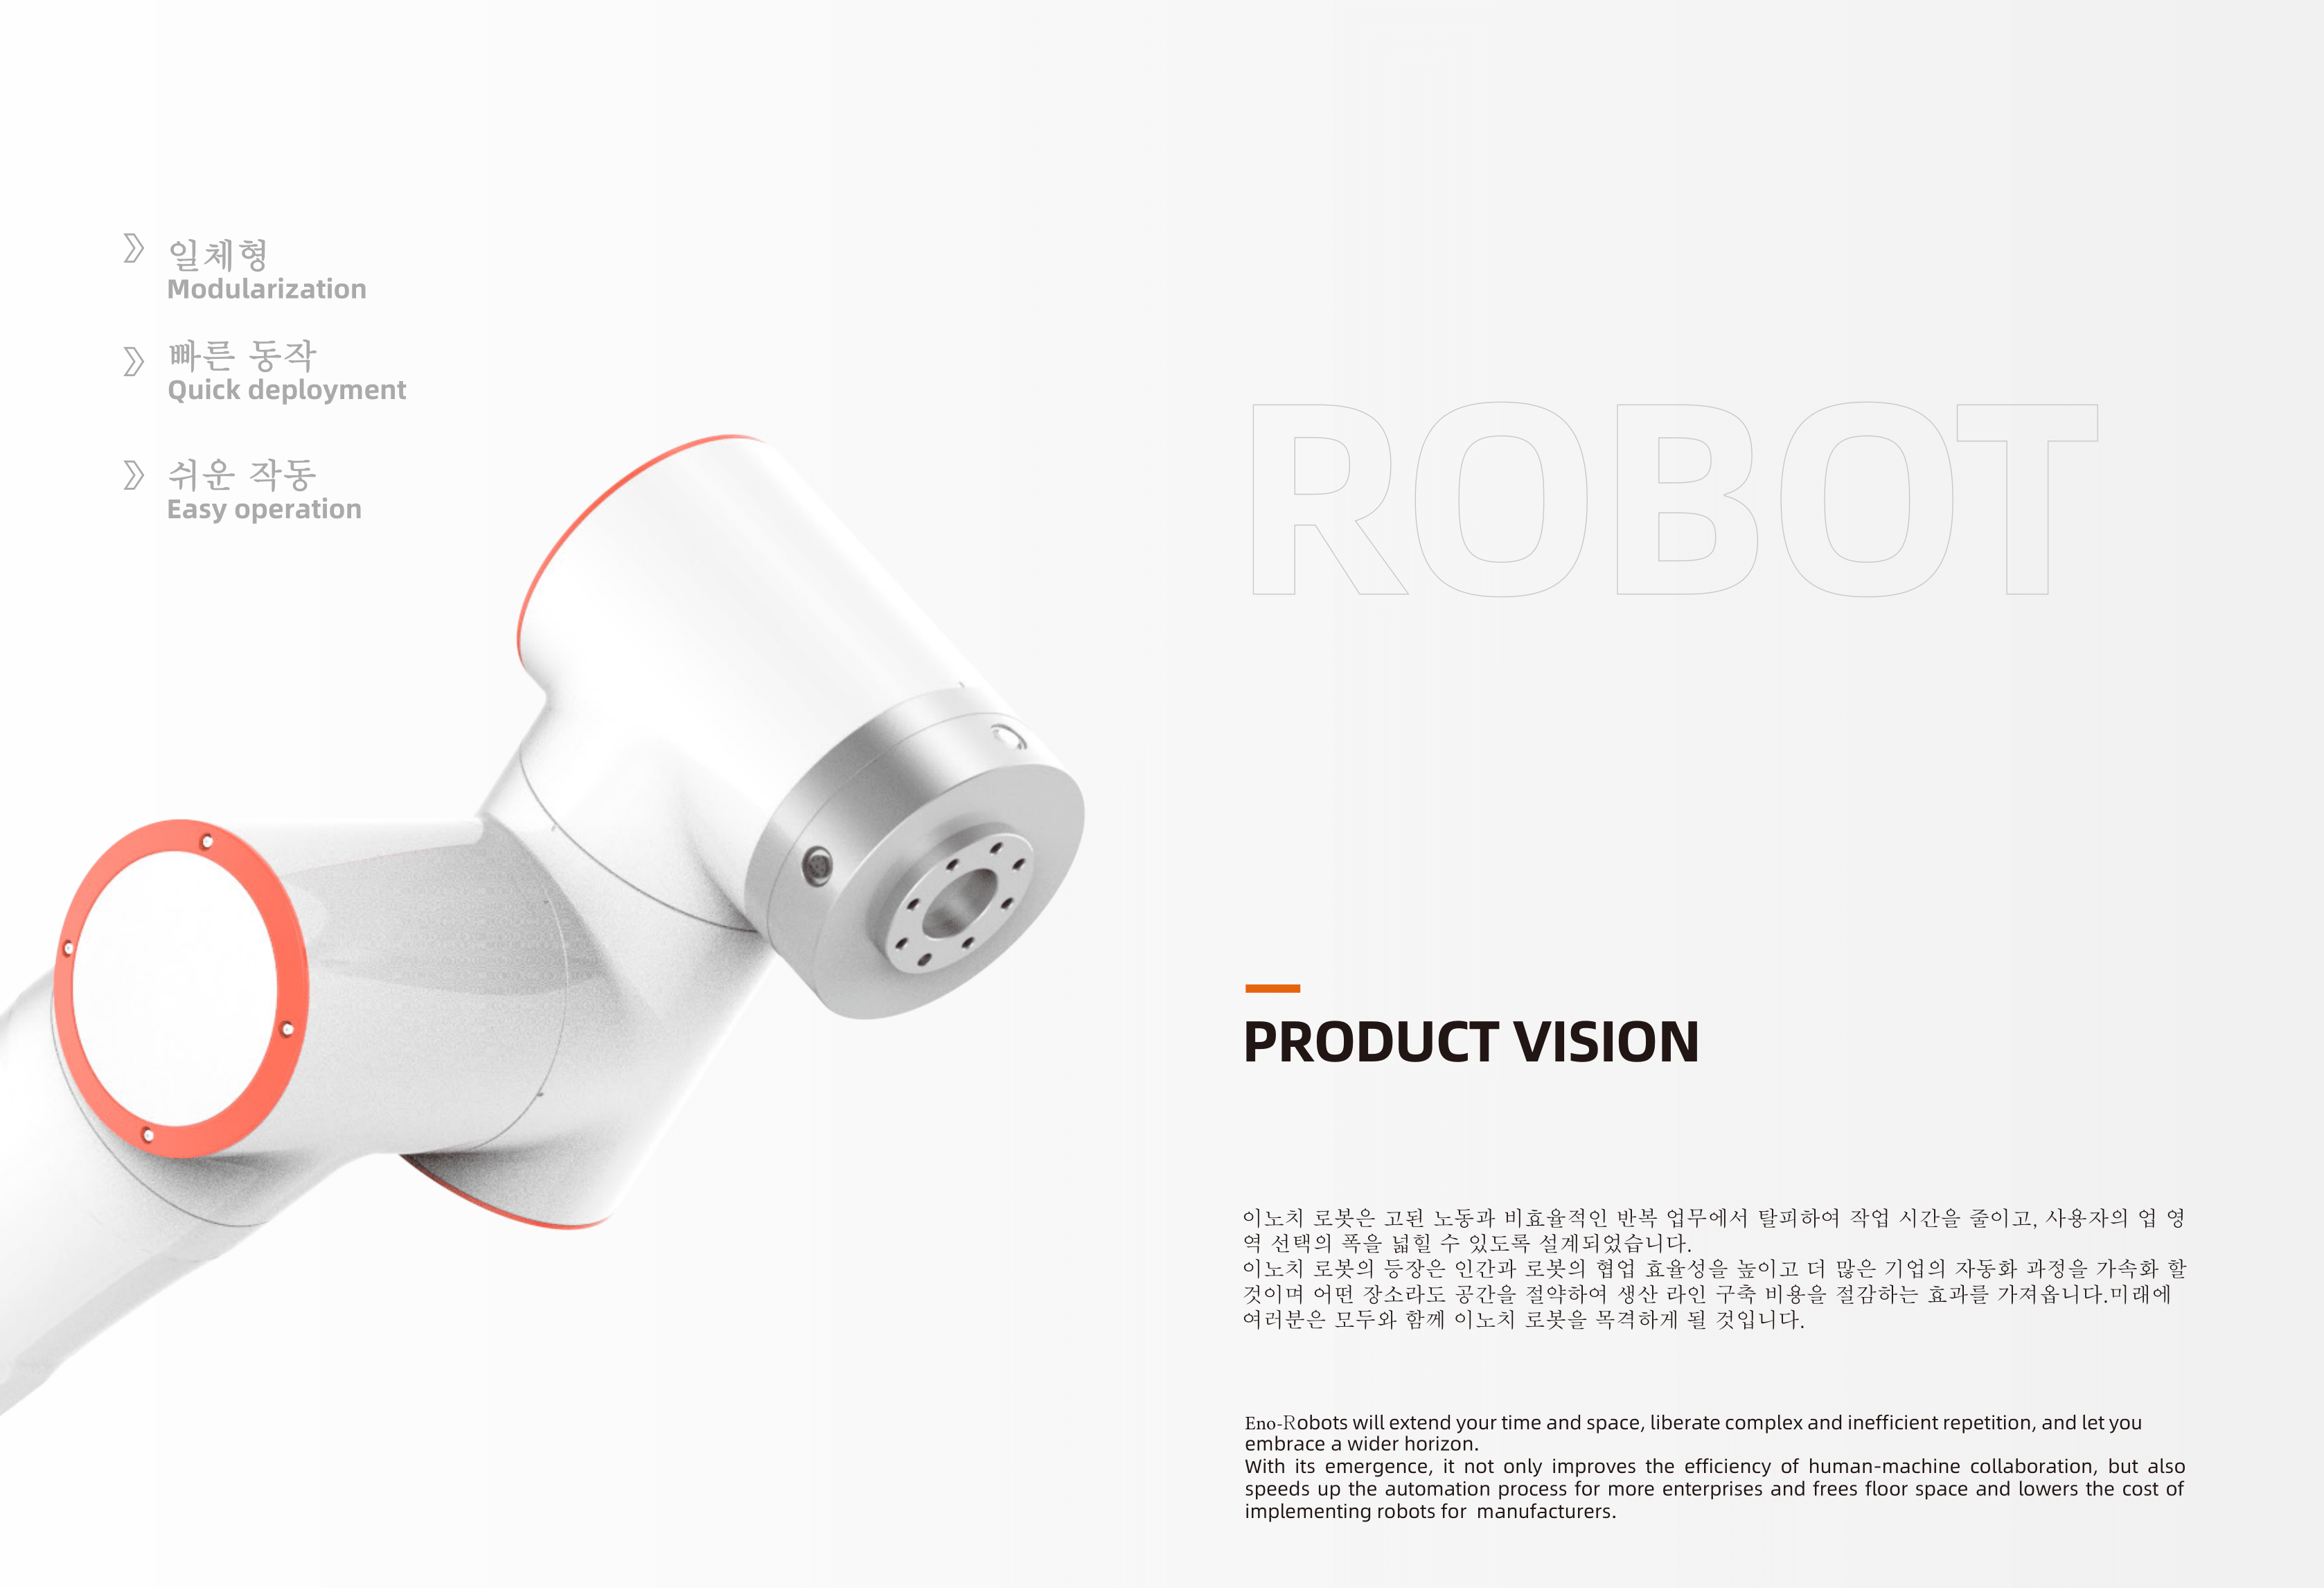 일체형
Modularization
빠른 동작
Quick deployment
쉬운 작동
Easy operation
ROBOT
PRODUCT VISION
이노치 로봇은 고된 노동과 비효율적인 반복 업무에서 탈피하여 작업 시간을 줄이고, 사용자의 업 영
역 선택의 폭을 넓힐 수 있도록 설계되었습니다.
이노치 로봇의 등장은 인간과 로봇의 협업 효율성을 높이고 더 많은 기업의 자동화 과정을 가속화 할
것이며 어떤 장소라도 공간을 절약하여 생산 라인 구축 비용을 절감하는 효과를 가져옵니다.미래에
여러분은 모두와 함께 이노치 로봇을 목격하게 될 것입니다.
Eno-Robots will extend your time and space, liberate complex and inefficient repetition, and let you
embrace a wider horizon.
With its emergence, it not only improves the efficiency of human-machine collaboration, but also
speeds up the automation process for more enterprises and frees floor space and lowers the cost of
implementing robots for manufacturers.